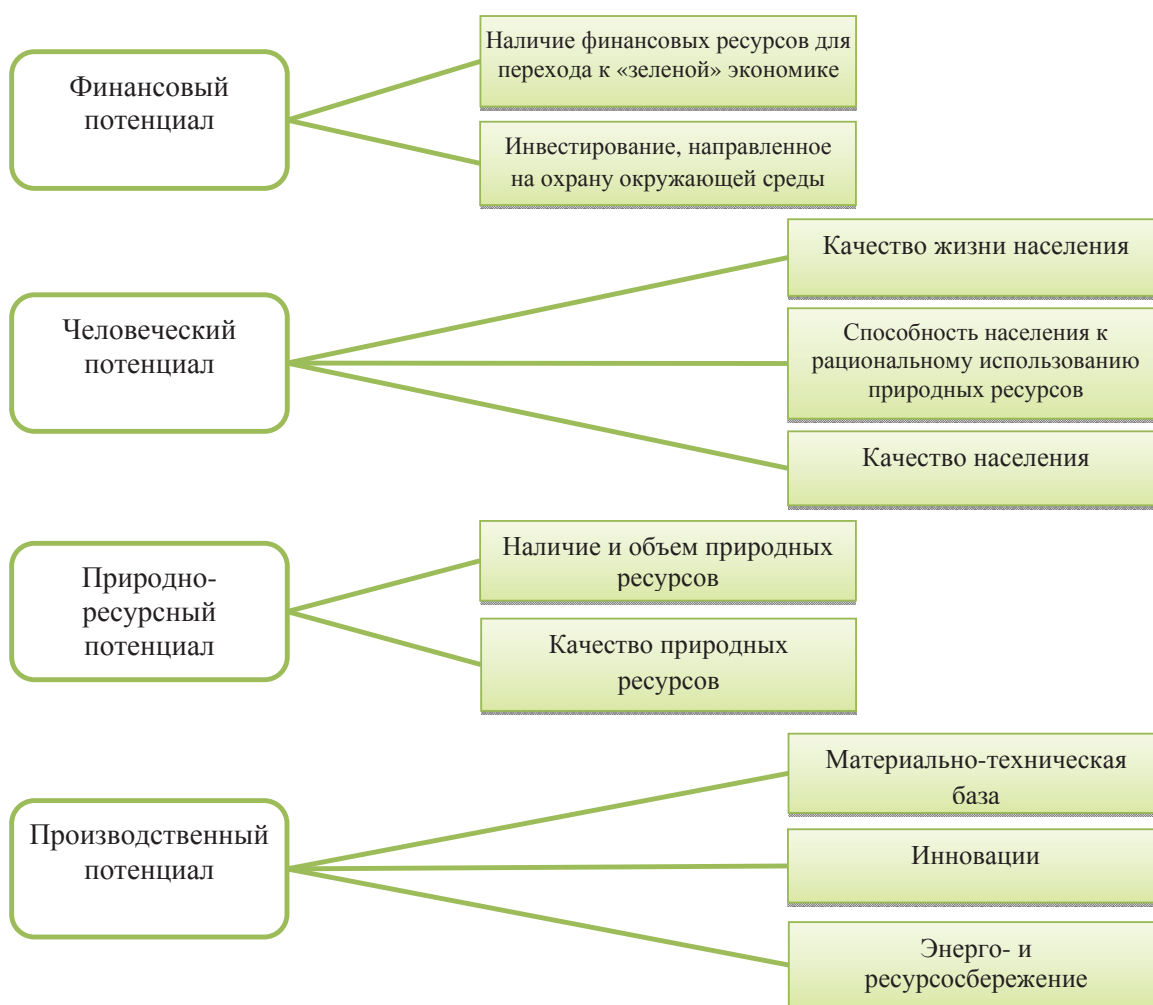 Финансовый
потенциал
Наличие финансовых ресурсов для
перехода к «зеленой» экономике
Инвестирование, направленное
на охрану окружающей среды
Человеческий
потенциал
Качество жизни населения
Способность населения к
рациональному использованию
природных ресурсов
Качество населения
Природно-
ресурсный
потенциал
Наличие и объем природных
ресурсов
Качество природных
ресурсов
Производственный
потенциал
Материально-техническая
база
Инновации
Энерго- и
ресурсосбережение